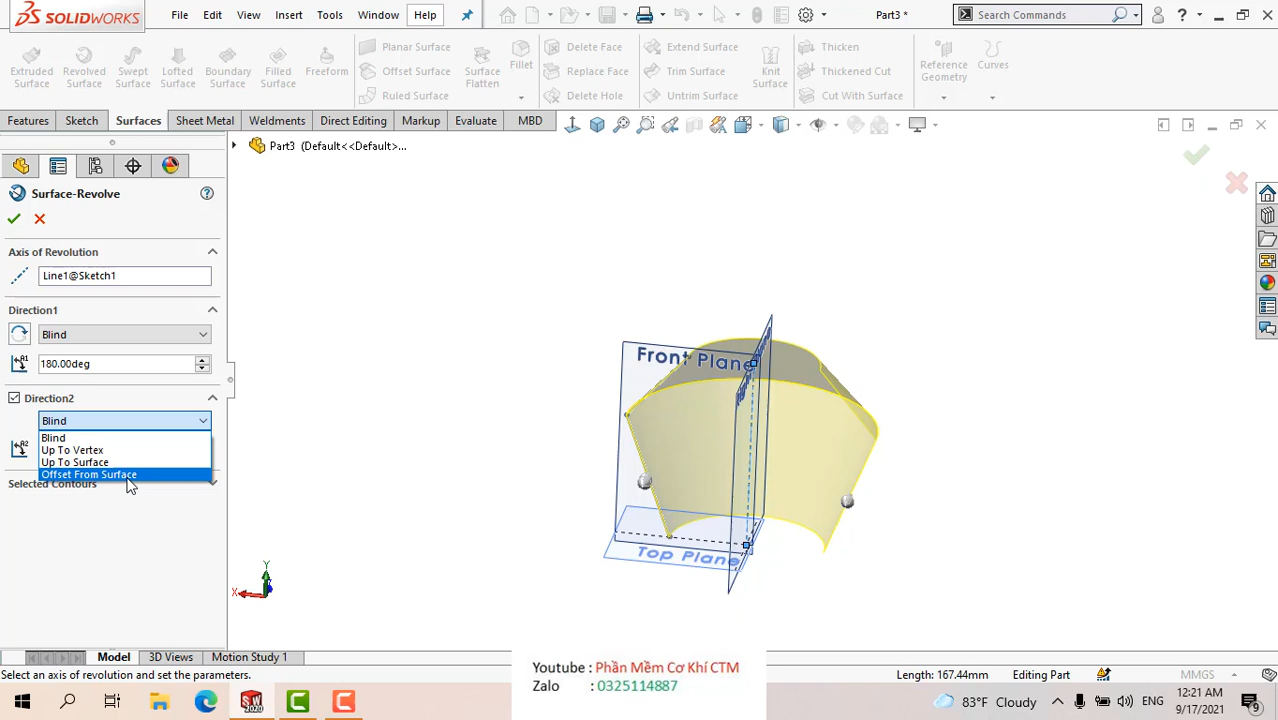 SOLIDWORKS File Edit View Insert Tools Window Help Part3 * Search Commands
Extruded Surface Revolved Surface Swept Surface Lofted Surface Boundary Surface Filled Surface Freeform
Planar Surface Offset Surface Ruled Surface Surface Flatten Fillet
Delete Face Replace Face Delete Hole
Extend Surface Trim Surface Untrim Surface Knit Surface
Thicken Thickened Cut Cut With Surface
Reference Geometry Curves
Features Sketch Surfaces Sheet Metal Weldments Direct Editing Markup Evaluate MBD
Part3 (Default<<Default>...
Surface-Revolve
Axis of Revolution
Line1@Sketch1
Direction1
Blind
180.00deg
Direction2
Blind
Blind
Up To Vertex
Up To Surface
Offset From Surface
Selected Contours
Front Plane
Top Plane
Y
X
Model 3D Views Motion Study 1
Youtube : Phần Mềm Cơ Khí CTM
Zalo : 0325114887
Select an axis of revolution and set the parameters. Length: 167.44mm Editing Part MMGS
2020 83°F Cloudy ENG 12:21 AM
9/17/2021
9